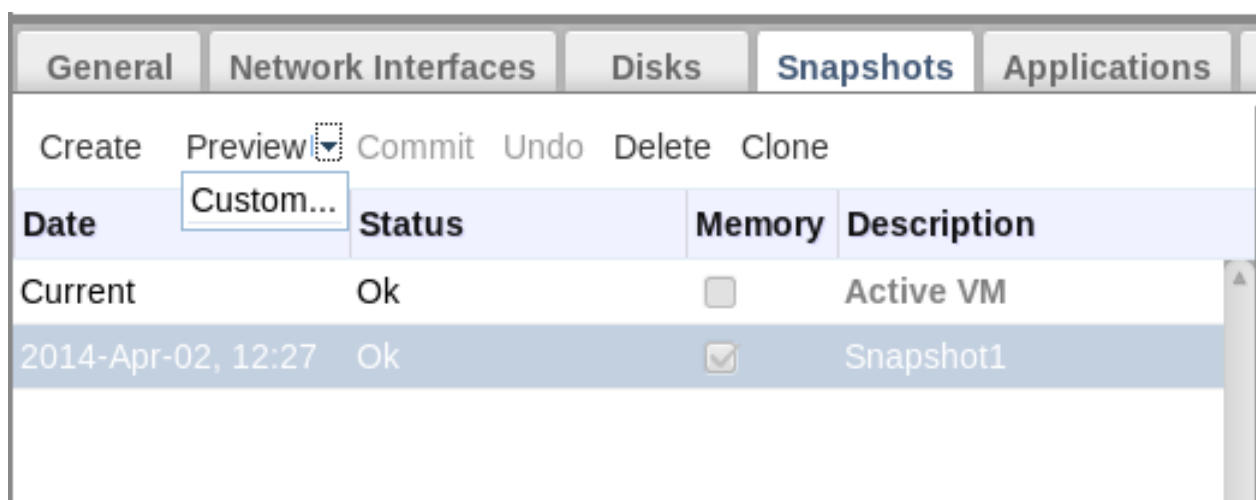 General Network Interfaces Disks Snapshots Applications
Create Preview Commit Undo Delete Clone
Custom...
Date Status Memory Description
Current Ok Active VM
2014-Apr-02, 12:27 Ok Snapshot1